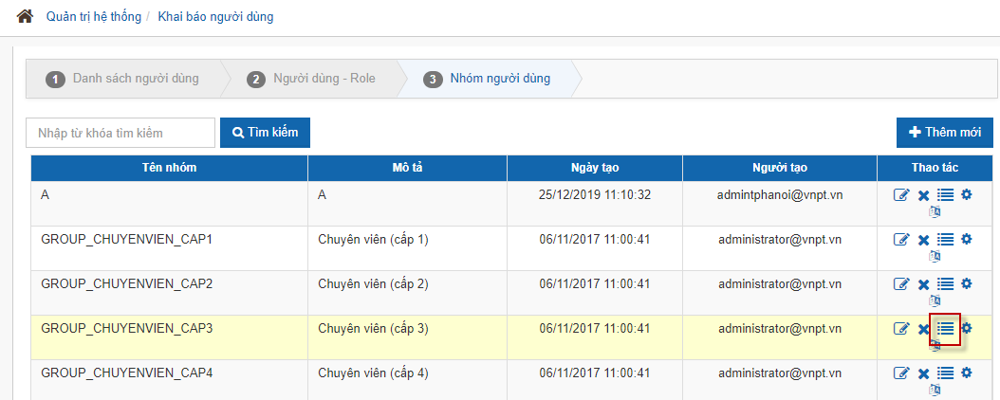 Quản trị hệ thống / Khai báo người dùng
1 Danh sách người dùng 2 Người dùng - Role 3 Nhóm người dùng
Nhập từ khóa tìm kiếm Tìm kiếm Thêm mới
Tên nhóm Mô tả Ngày tạo Người tạo Thao tác
A A 25/12/2019 11:10:32 admintphanoi@vnpt.vn
GROUP_CHUYENVIEN_CAP1 Chuyên viên (cấp 1) 06/11/2017 11:00:41 administrator@vnpt.vn
GROUP_CHUYENVIEN_CAP2 Chuyên viên (cấp 2) 06/11/2017 11:00:41 administrator@vnpt.vn
GROUP_CHUYENVIEN_CAP3 Chuyên viên (cấp 3) 06/11/2017 11:00:41 administrator@vnpt.vn
GROUP_CHUYENVIEN_CAP4 Chuyên viên (cấp 4) 06/11/2017 11:00:41 administrator@vnpt.vn